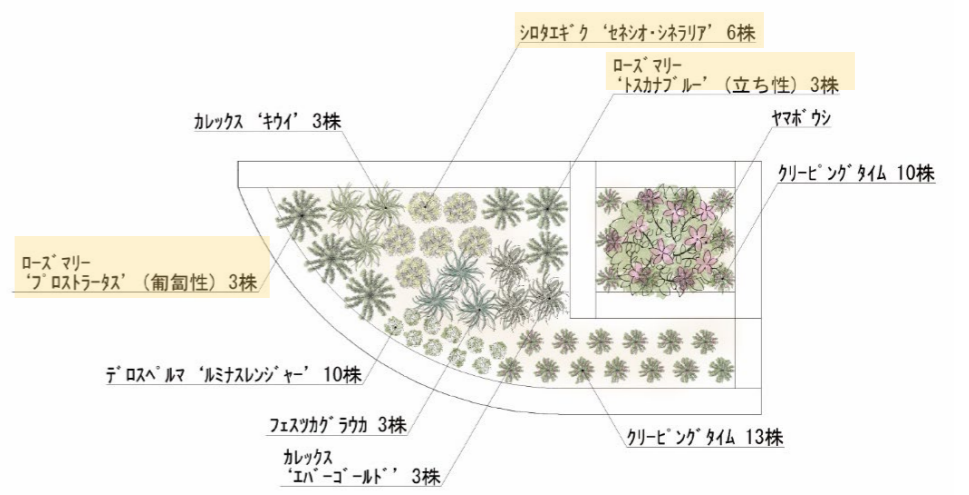 シロタエギク ‘セネシオ・シネラリア’ 6株
ローズマリー
‘トスカナブルー’ (立ち性) 3株
カレックス ‘キウイ’ 3株
ヤマボウシ
クリーピングタイム 10株
ローズマリー
‘プロストラータス’ (匍匐性) 3株
デロスペルマ ‘ルミナスレンジャー’ 10株
フェスツカグラウカ 3株
カレックス
‘エバーゴールド’ 3株
クリーピングタイム 13株